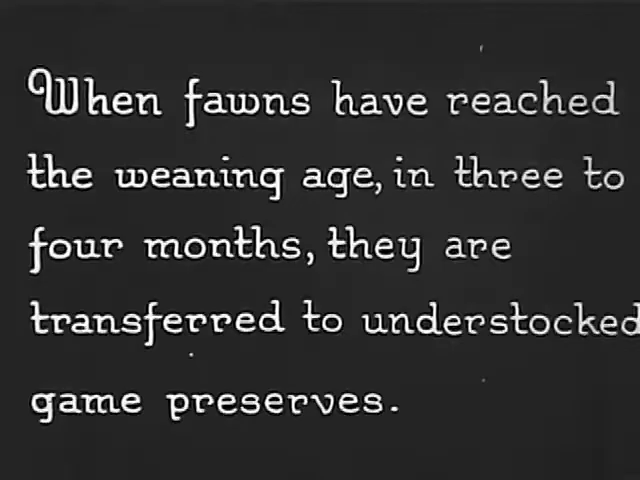 When fawns have reached
the weaning age, in three to
four months, they are
transferred to understocked
game preserves.